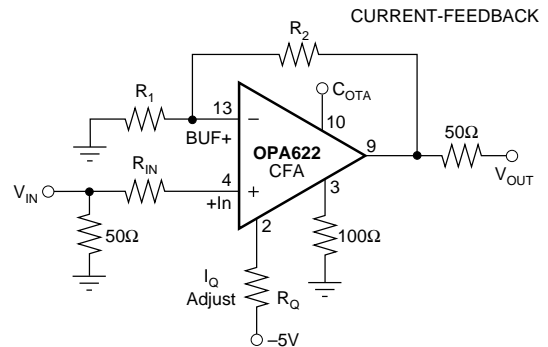 CURRENT-FEEDBACK
R2
R1
COTA
13
–
10
BUF+
OPA622
CFA
9
50Ω
RIN
4
+
3
VIN
+In
VOUT
2
50Ω
100Ω
IQ
Adjust
RQ
–5V